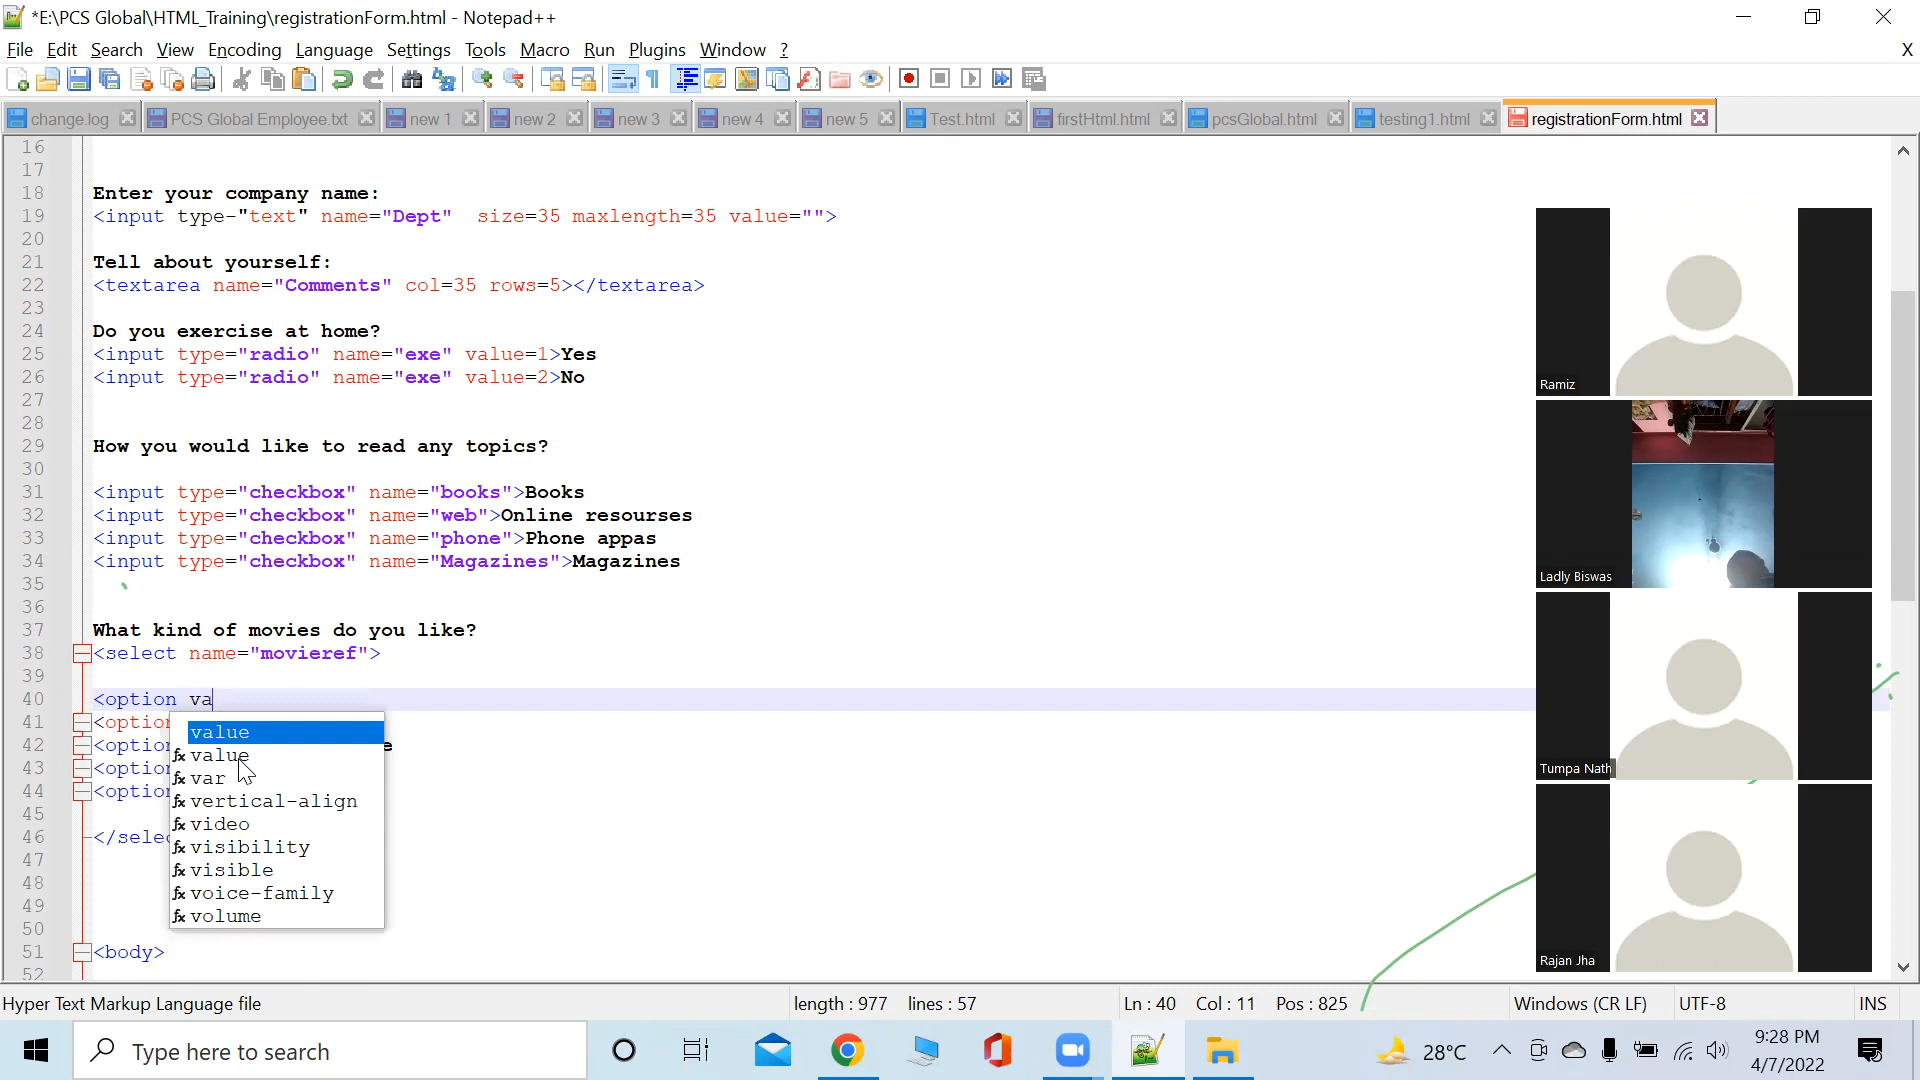 *E:\PCS Global\HTML_Training\registrationForm.html - Notepad++
File Edit Search View Encoding Language Settings Tools Macro Run Plugins Window ? X
change.log PCS Global Employee.txt new 1 new 2 new 3 new 4 new 5 Test.html firstHtml.html pcsGlobal.html testing1.html registrationForm.html
16
17
18 Enter your company name:
19 <input type-"text" name="Dept"  size=35 maxlength=35 value="">
20
21 Tell about yourself:
22 <textarea name="Comments" col=35 rows=5></textarea>
23
24 Do you exercise at home?
25 <input type="radio" name="exe" value=1>Yes
26 <input type="radio" name="exe" value=2>No
27
28
29 How you would like to read any topics?
30
31 <input type="checkbox" name="books">Books
32 <input type="checkbox" name="web">Online resourses
33 <input type="checkbox" name="phone">Phone appas
34 <input type="checkbox" name="Magazines">Magazines
35
36
37 What kind of movies do you like?
38 <select name="movieref">
39
40 <option va
41 <option
42 <option e
43 <option
44 <option
45
46 </selec
47
48
49
50
51 <body>
52
value
value
var
vertical-align
video
visibility
visible
voice-family
volume
Ramiz
Ladly Biswas
Tumpa Nath
Rajan Jha
Hyper Text Markup Language file length : 977 lines : 57 Ln : 40 Col : 11 Pos : 825 Windows (CR LF) UTF-8 INS
Type here to search 28°C 9:28 PM
4/7/2022